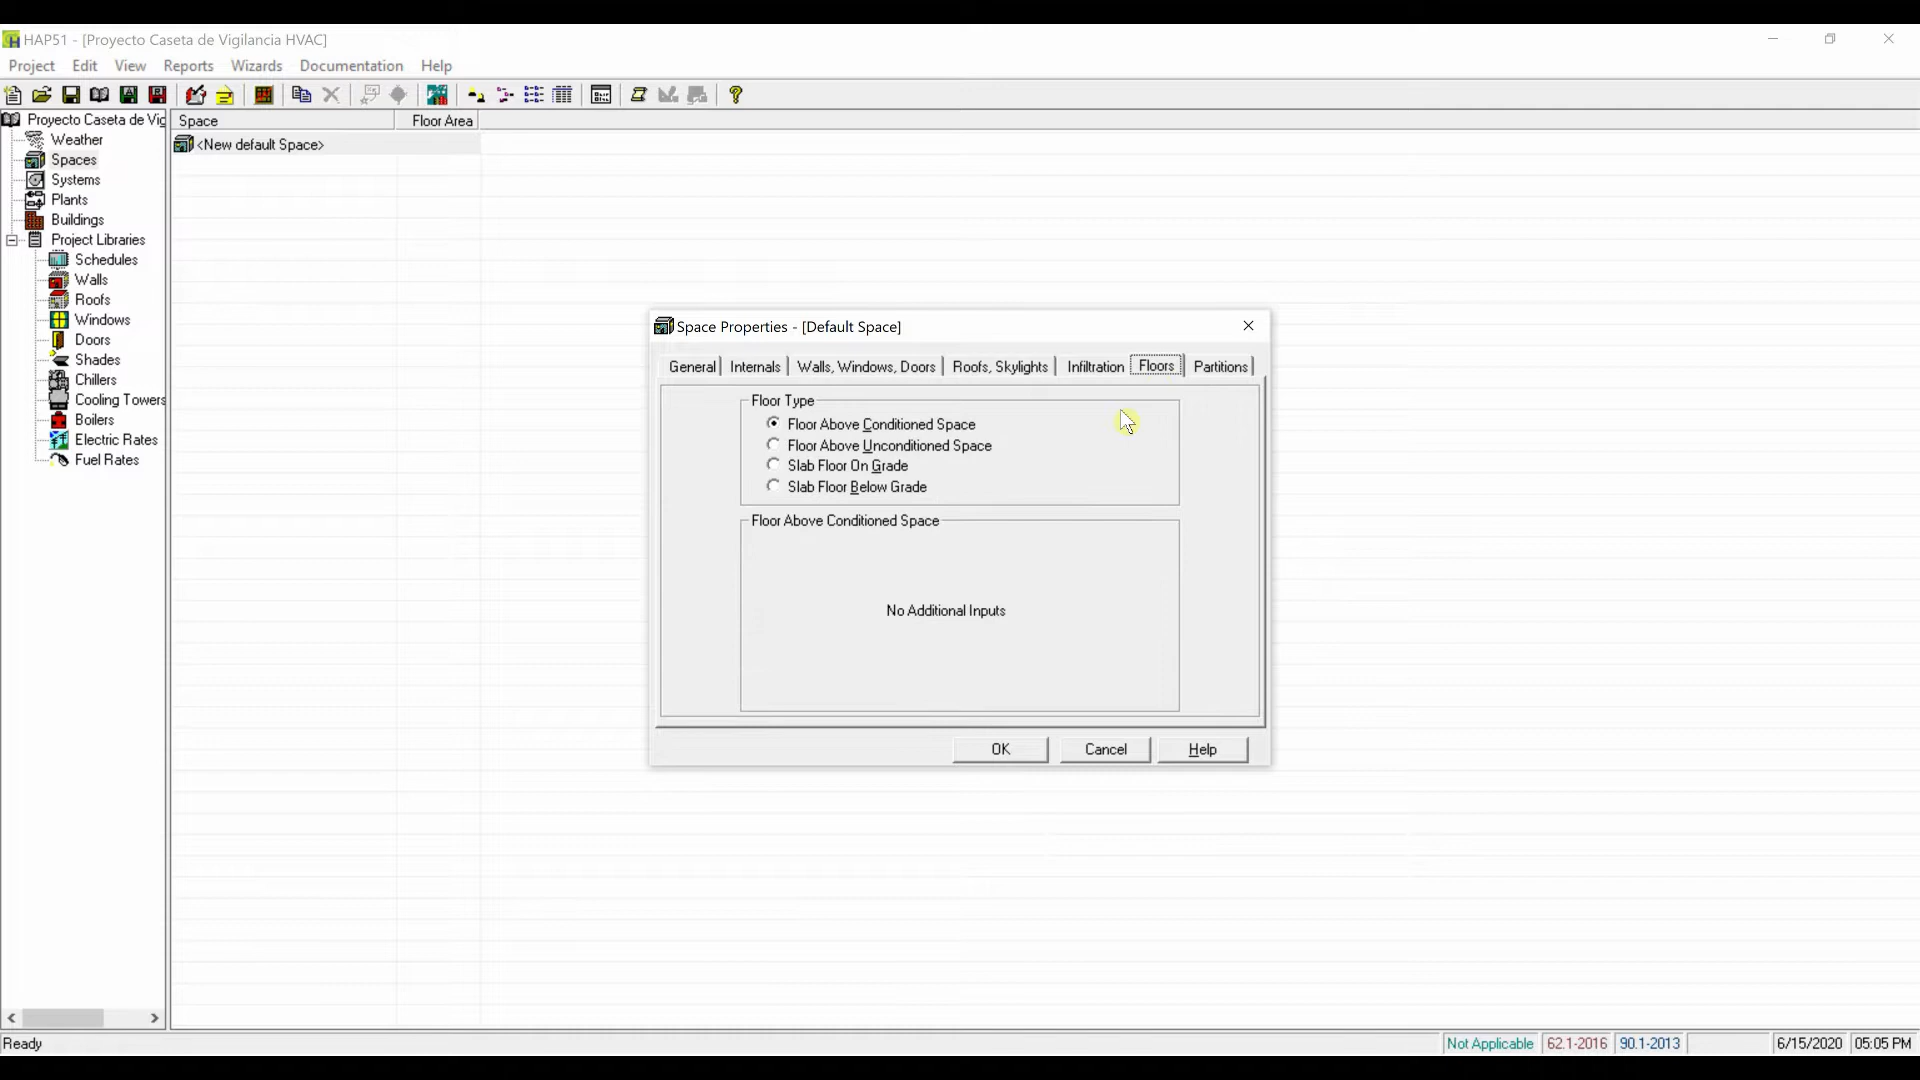 HAP51 - [Proyecto Caseta de Vigilancia HVAC]
Project Edit View Reports Wizards Documentation Help
Proyecto Caseta de Vig
Weather
Spaces
Systems
Plants
Buildings
Project Libraries
Schedules
Walls
Roofs
Windows
Doors
Shades
Chillers
Cooling Towers
Boilers
Electric Rates
Fuel Rates
Space Floor Area
<New default Space>
Space Properties - [Default Space]
General Internals Walls, Windows, Doors Roofs, Skylights Infiltration Floors Partitions
Floor Type
Floor Above Conditioned Space
Floor Above Unconditioned Space
Slab Floor On Grade
Slab Floor Below Grade
Floor Above Conditioned Space
No Additional Inputs
OK Cancel Help
Ready Not Applicable 62.1-2016 90.1-2013 6/15/2020 05:05 PM